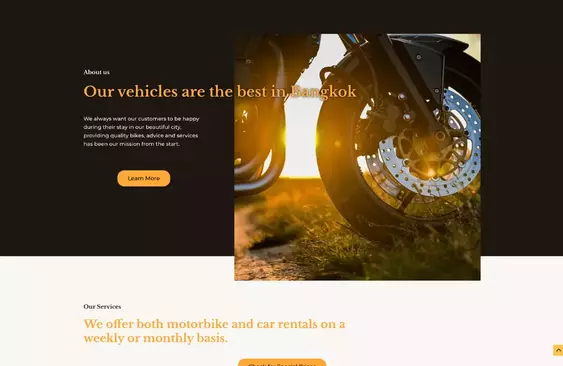 About us
Our vehicles are the best in Bangkok
We always want our customers to be happy
during their stay in our beautiful city,
providing quality bikes, advice and services
has been our mission from the start.
Learn More
Our Services
We offer both motorbike and car rentals on a
weekly or monthly basis.